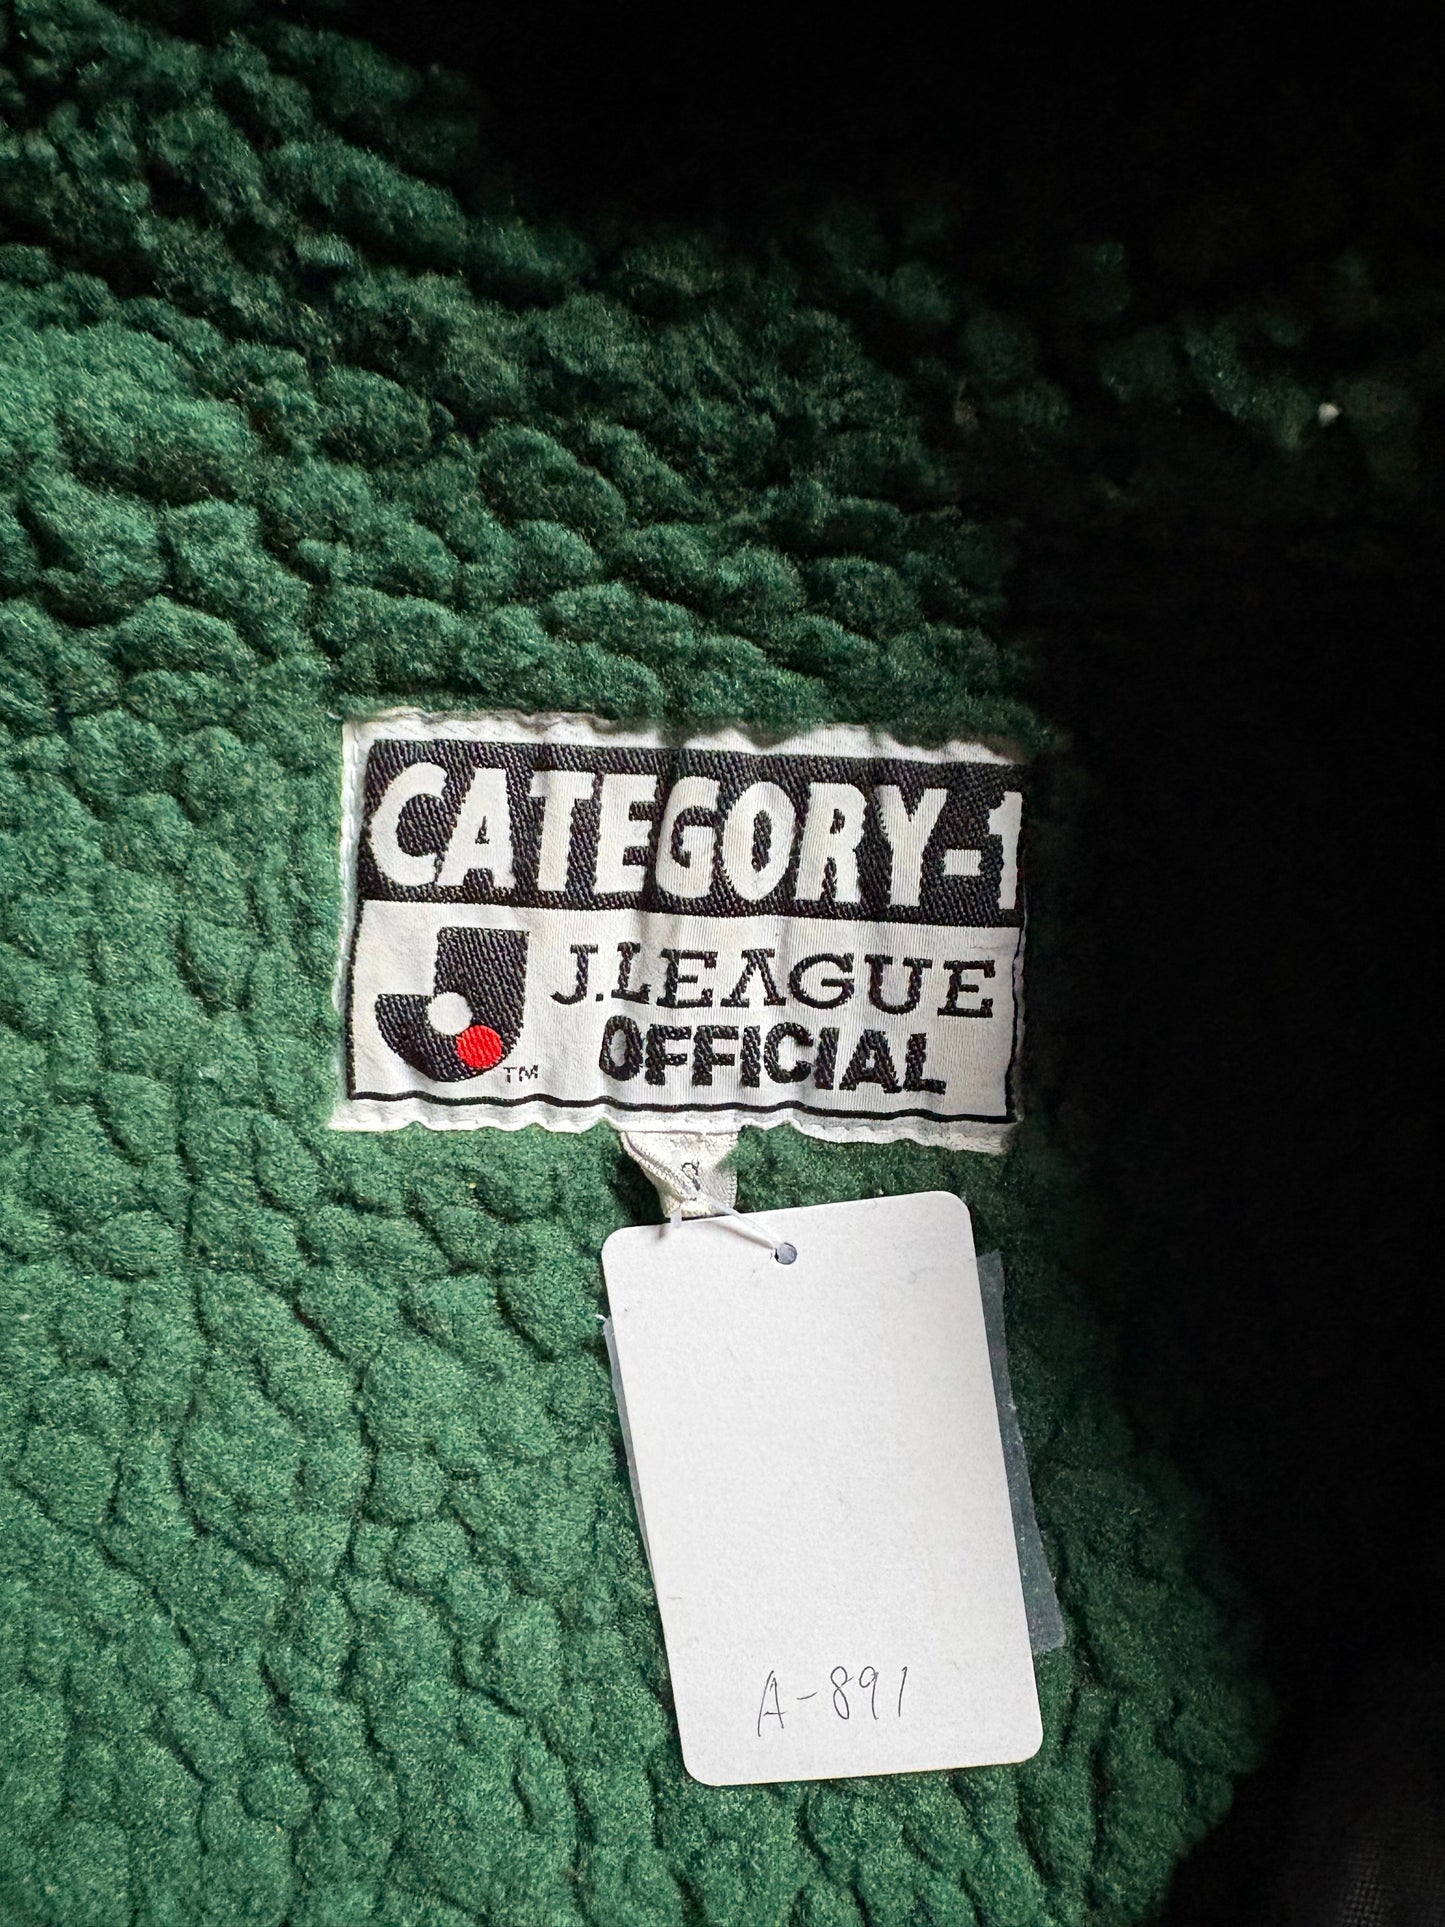 CATEGORY-1
J.LEAGUE
OFFICIAL
TM
A-891